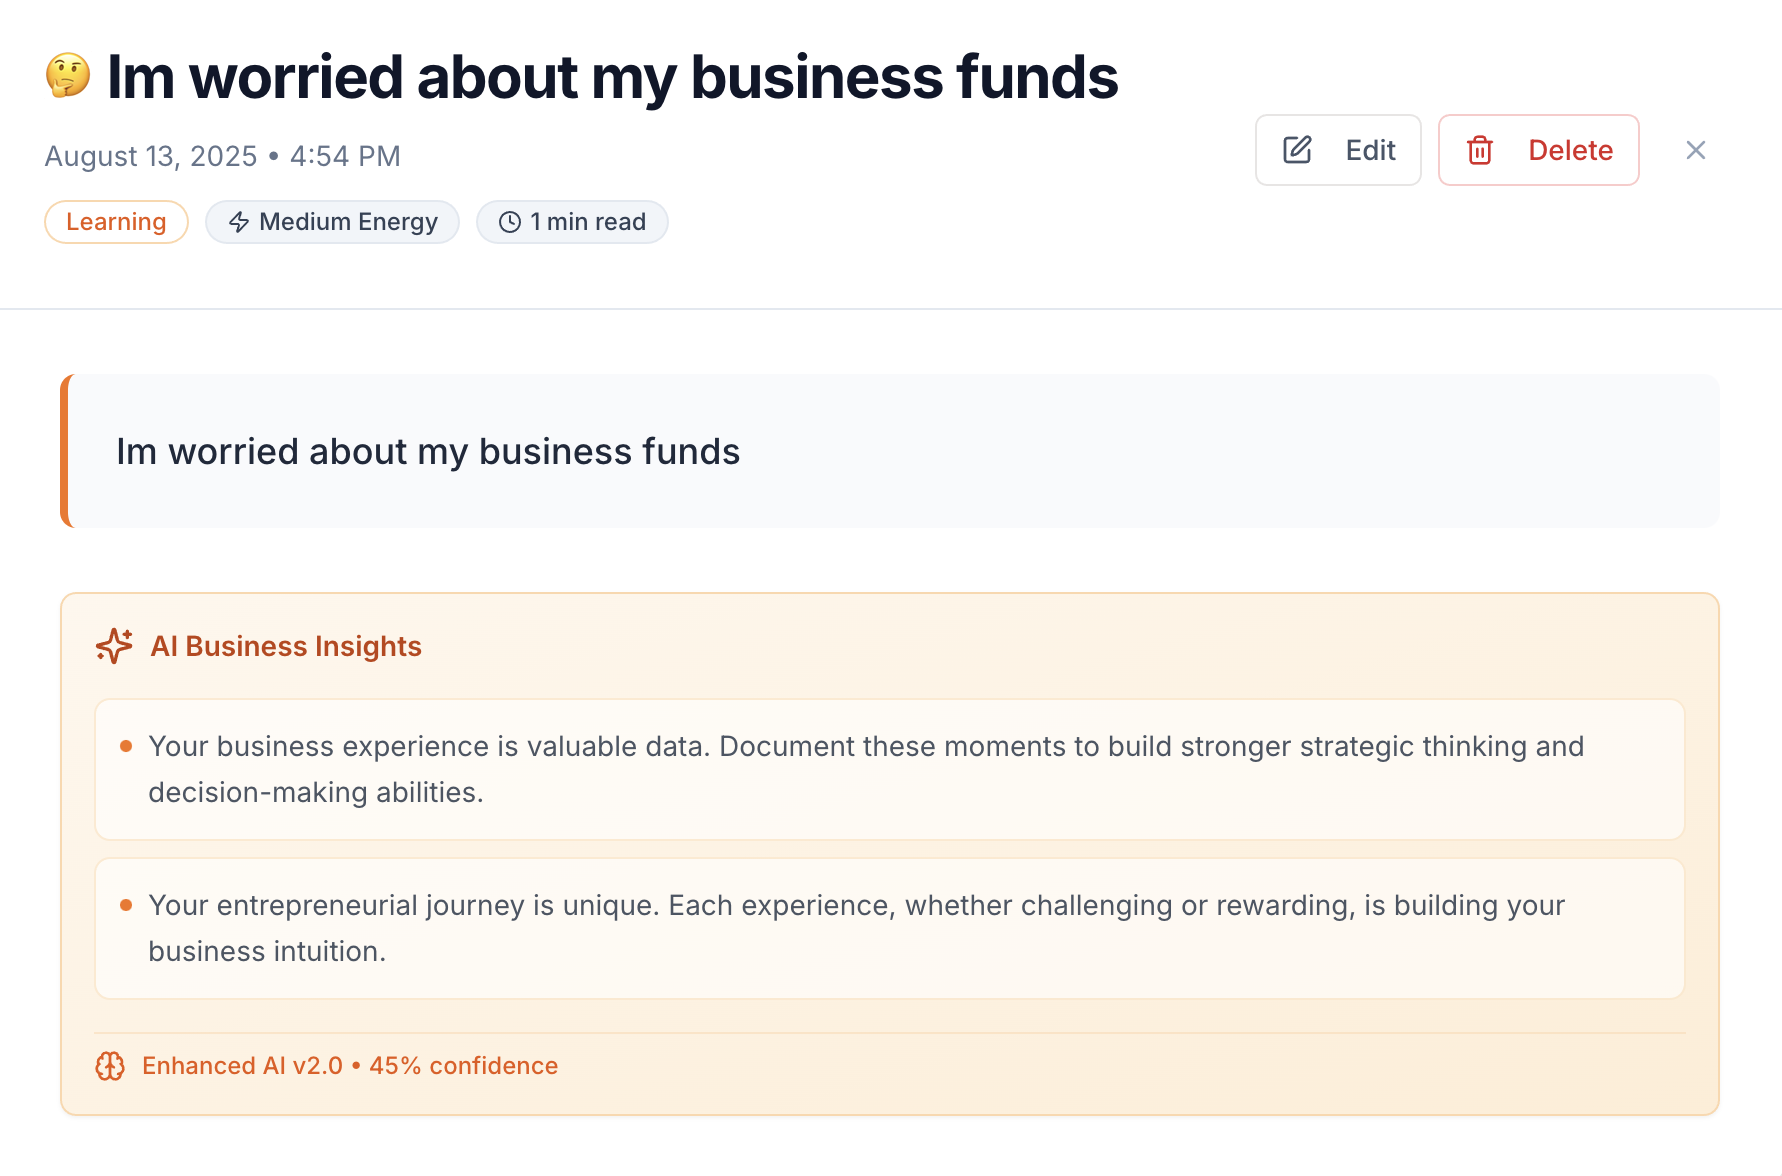 🤔 Im worried about my business funds
August 13, 2025 • 4:54 PM
Edit
Delete
Learning
Medium Energy
1 min read
Im worried about my business funds
AI Business Insights
Your business experience is valuable data. Document these moments to build stronger strategic thinking and
decision-making abilities.
Your entrepreneurial journey is unique. Each experience, whether challenging or rewarding, is building your
business intuition.
Enhanced AI v2.0 • 45% confidence